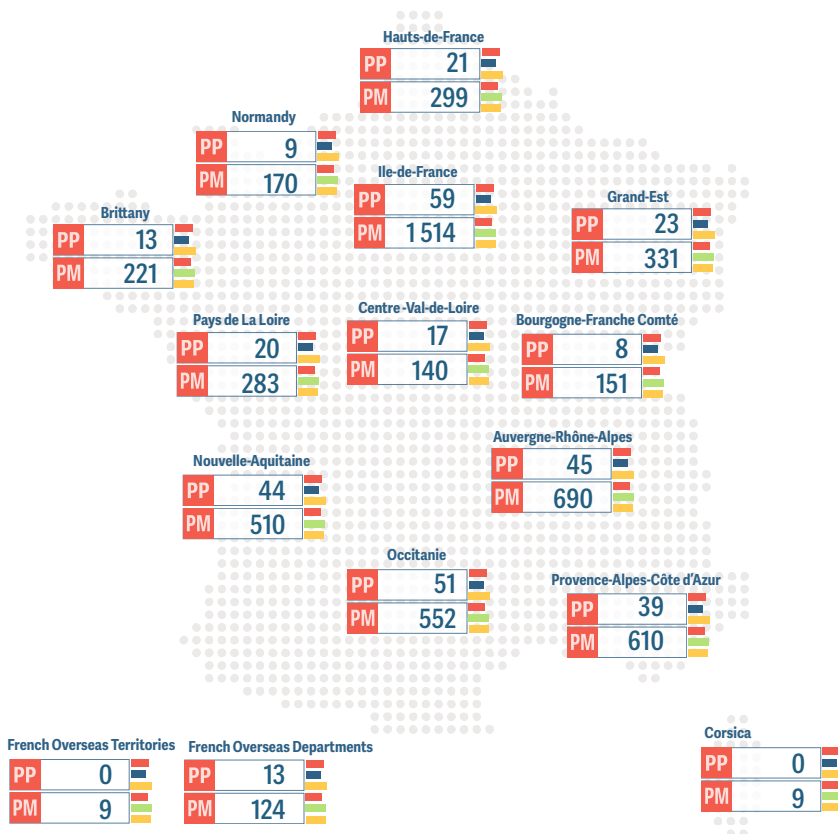 Hauts-de-France
PP 21
PM 299
Normandy
PP 9
PM 170
Ile-de-France
PP 59
PM 1 514
Grand-Est
PP 23
PM 331
Brittany
PP 13
PM 221
Pays de La Loire
PP 20
PM 283
Centre -Val-de-Loire
PP 17
PM 140
Bourgogne-Franche Comté
PP 8
PM 151
Auvergne-Rhône-Alpes
PP 45
PM 690
Nouvelle-Aquitaine
PP 44
PM 510
Occitanie
PP 51
PM 552
Provence-Alpes-Côte d'Azur
PP 39
PM 610
French Overseas Territories
PP 0
PM 9
French Overseas Departments
PP 13
PM 124
Corsica
PP 0
PM 9